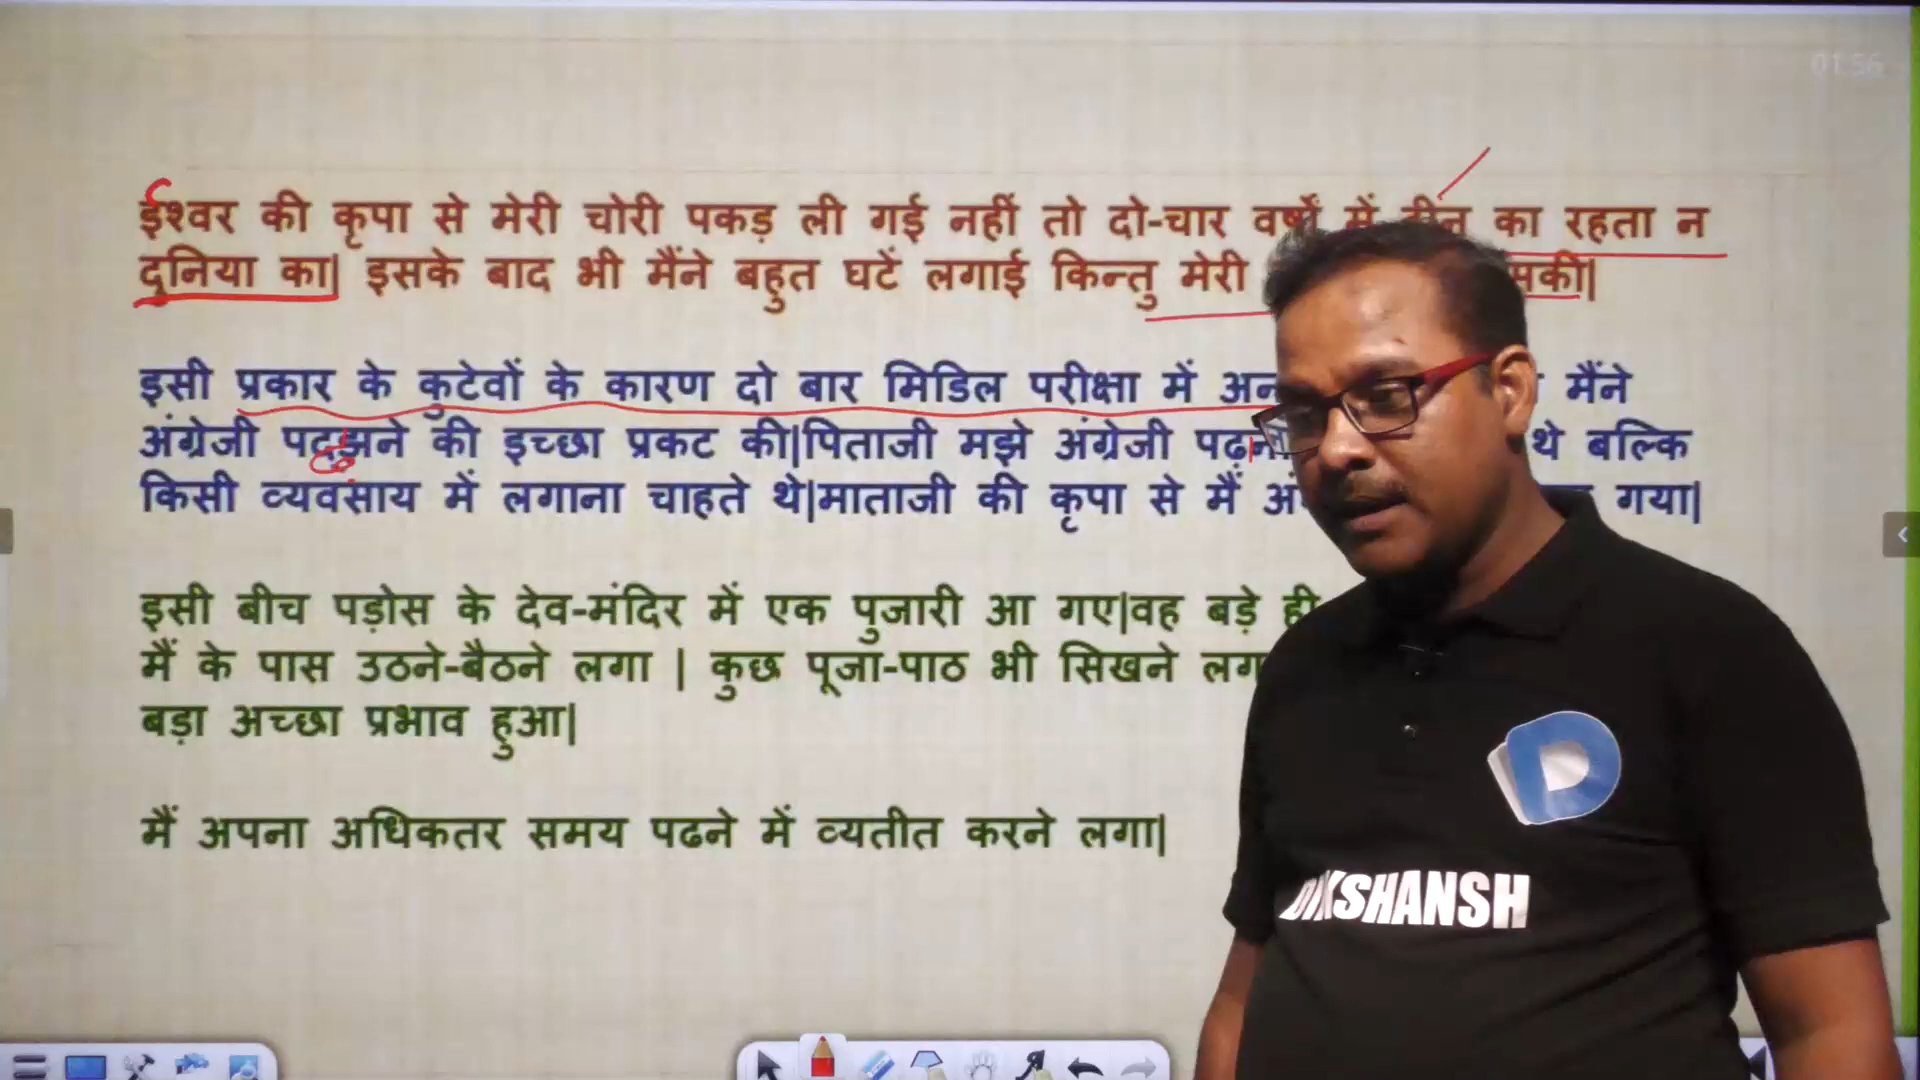 01:56
ईश्वर की कृपा से मेरी चोरी पकड़ ली गई नहीं तो दो-चार वर्षों में का रहता न
दुनिया का| इसके बाद भी मैंने बहुत घटें लगाई किन्तु मेरी सकी|
इसी प्रकार के कुटेवों के कारण दो बार मिडिल परीक्षा में मैंने
अंग्रेजी की इच्छा प्रकट की|पिताजी मझे अंग्रेजी थे बल्कि
किसी व्यवसाय में लगाना चाहते थे|माताजी की कृपा से मैं गया|
इसी बीच पड़ोस के देव-मंदिर में एक पुजारी आ गए|वह बड़े ही
मैं के पास उठने-बैठने लगा | कुछ पूजा-पाठ भी सिखने
बड़ा अच्छा प्रभाव हुआ|
मैं अपना अधिकतर समय पढने में व्यतीत करने लगा|
D
DIKSHANSH